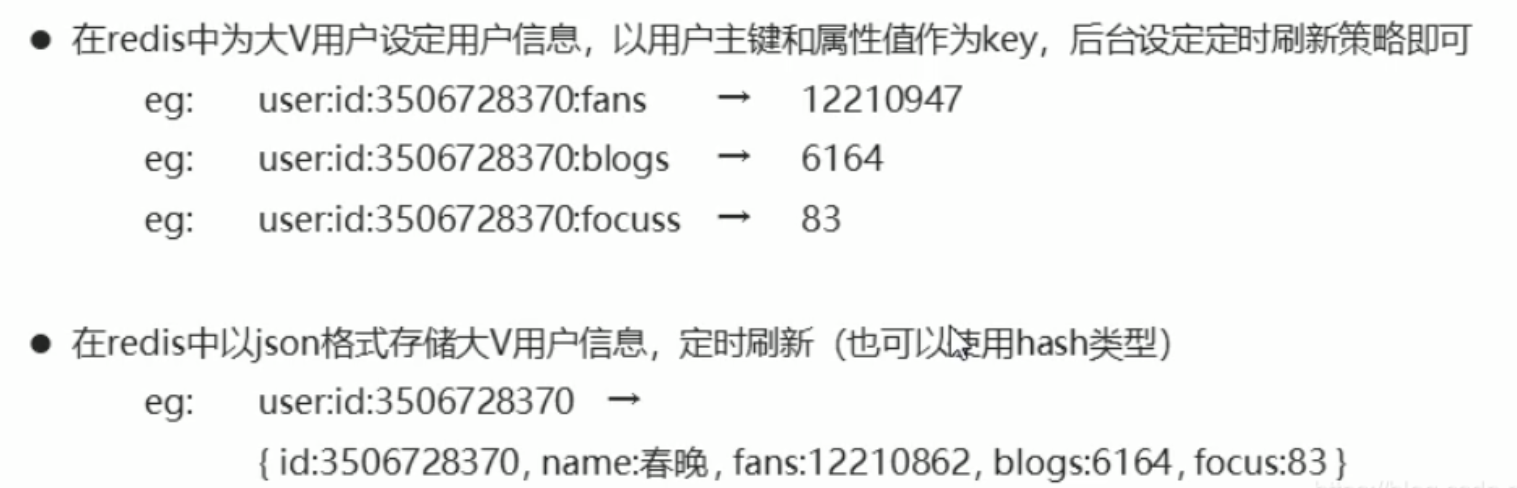 ● 在redis中为大V用户设定用户信息，以用户主键和属性值作为key，后台设定定时刷新策略即可
eg: user:id:3506728370:fans → 12210947
eg: user:id:3506728370:blogs → 6164
eg: user:id:3506728370:focuss → 83
● 在redis中以json格式存储大V用户信息，定时刷新（也可以使用hash类型）
eg: user:id:3506728370 →
{ id:3506728370, name:春晚, fans:12210862, blogs:6164, focus:83 }